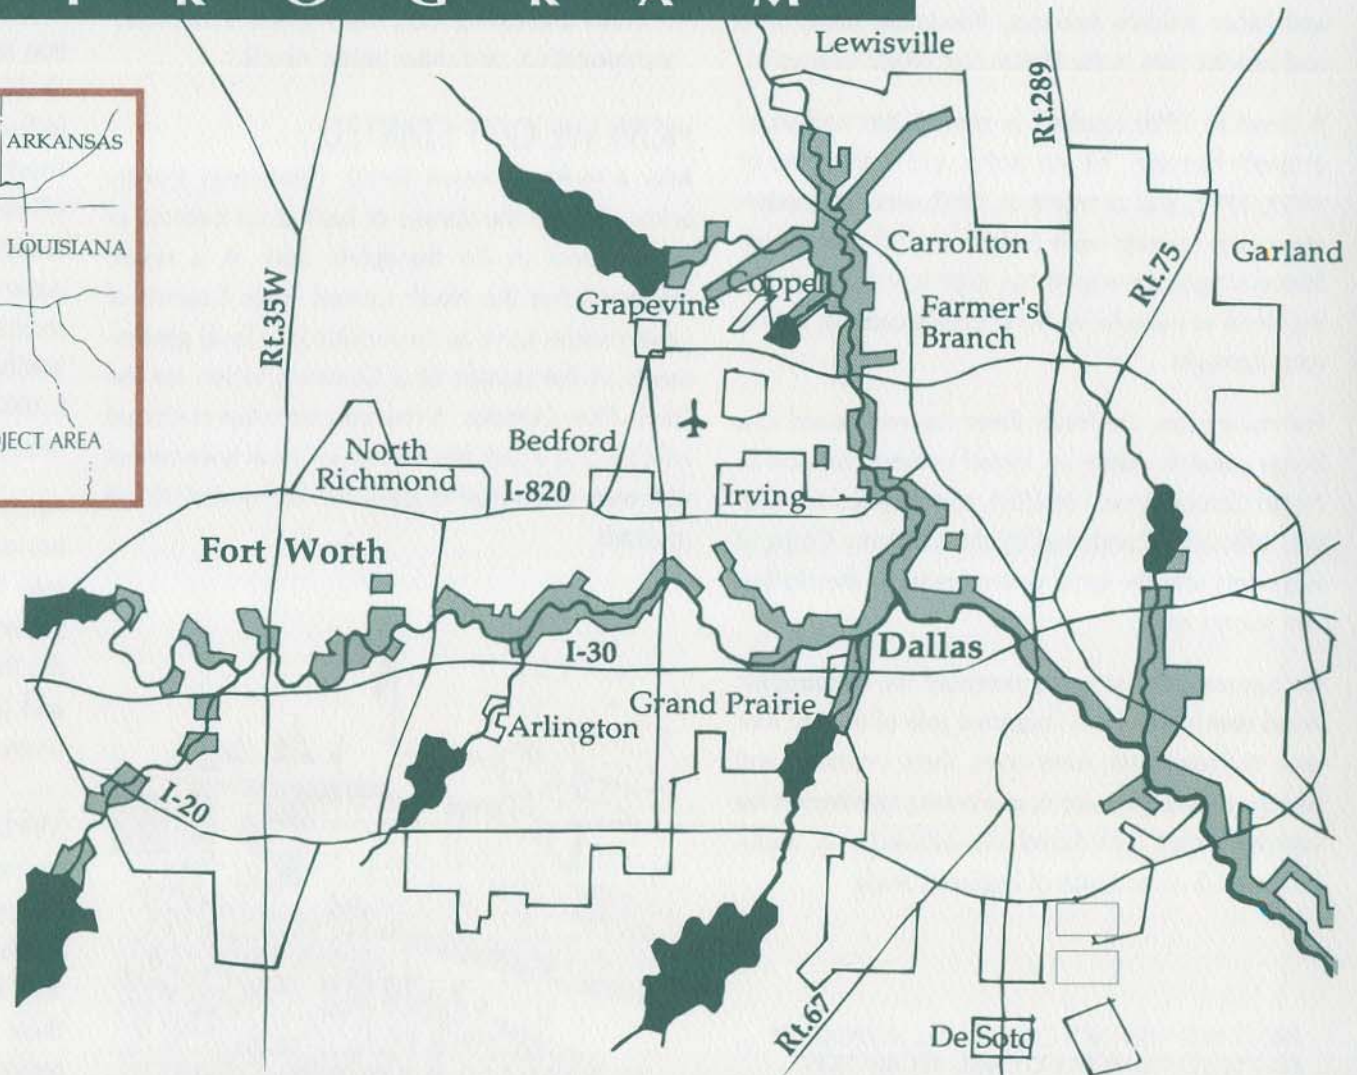 R O G R A M
ARKANSAS
LOUISIANA
JECT AREA
Lewisville
Rt.289
Rt.35W
Carrollton
Rt.75
Garland
Grapevine
Coppell
Farmer's
Branch
North
Richmond
Bedford
I-820
Irving
Fort Worth
I-30
Dallas
Grand Prairie
Arlington
I-20
Rt.67
De Soto